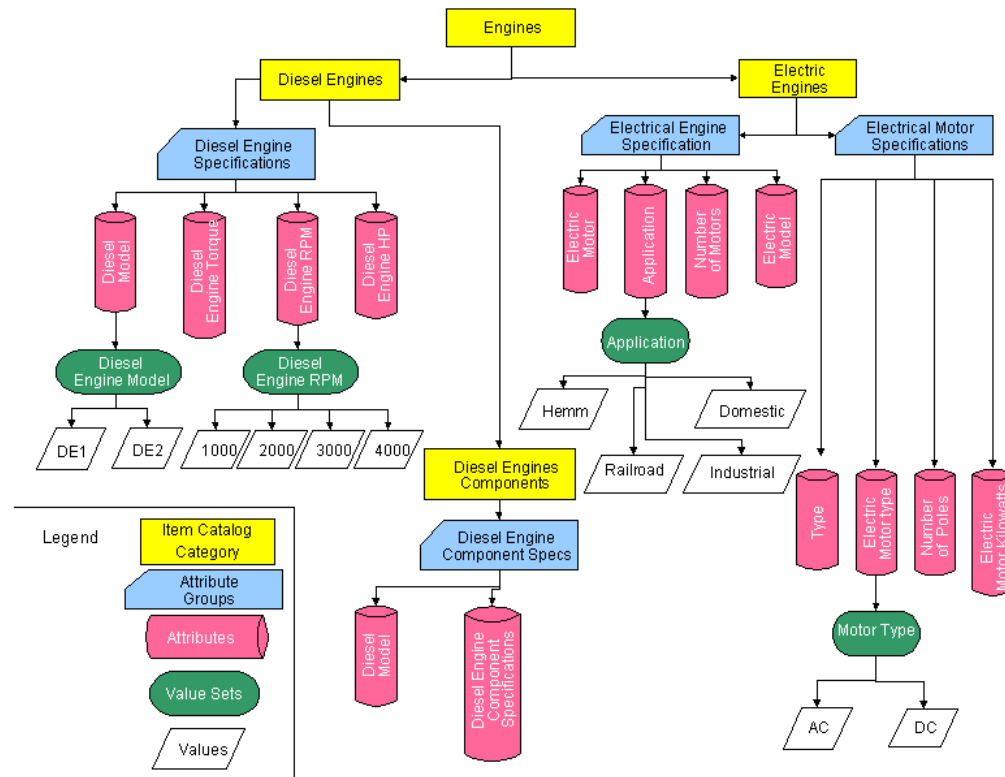 Engines
Diesel Engines
Electric
Engines
Diesel Engine
Specifications
Electrical Engine
Specification
Electrical Motor
Specifications
Diesel
Model
Diesel
Engine Torque
Diesel
Engine RPM
Diesel
Engine HP
Electric
Motor
Application
Number
of Motors
Electric Model
Diesel
Engine Model
Diesel
Engine RPM
Application
DE1
DE2
1000
2000
3000
4000
Hemm
Domestic
Railroad
Industrial
Diesel Engines
Components
Diesel Engine
Component Specs
Diesel
Model
Diesel Engine
Component
Specifications
Type
Electric
Motor type
Number
of Poles
Electric
Motor Kilowatts
Motor Type
AC
DC
Legend
Item Catalog
Category
Attribute
Groups
Attributes
Value Sets
Values